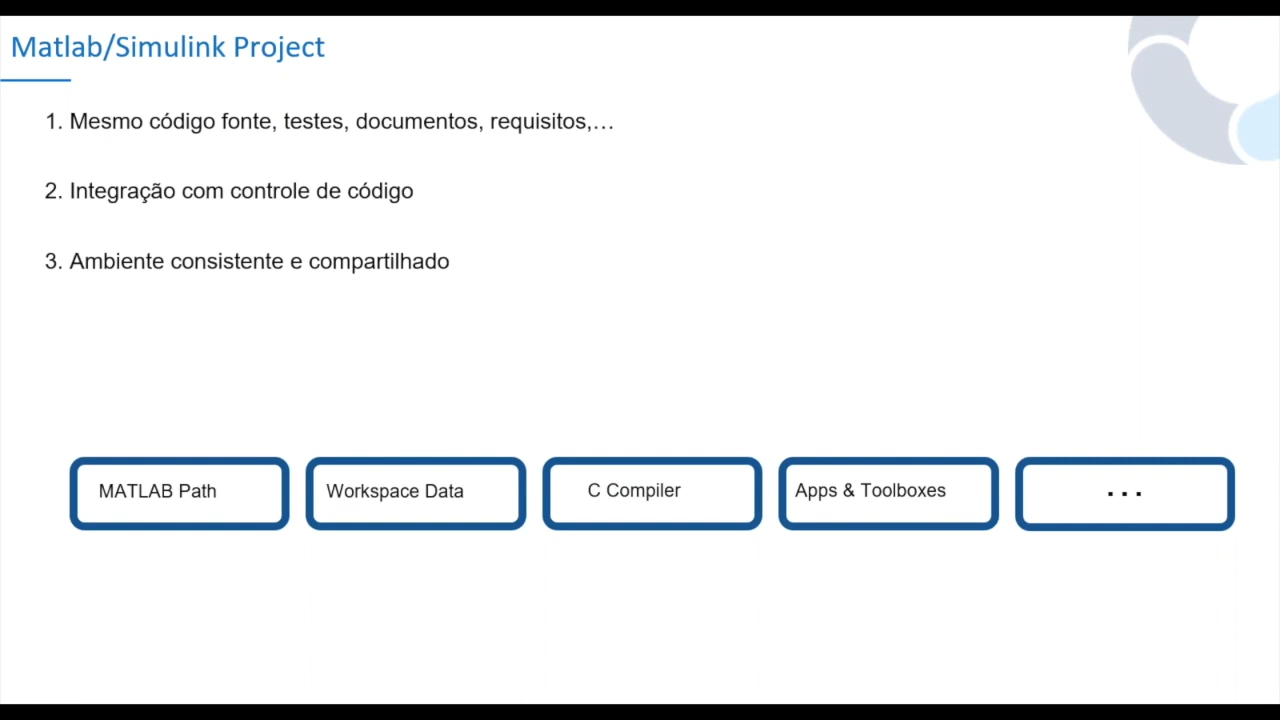 Matlab/Simulink Project
1. Mesmo código fonte, testes, documentos, requisitos,…
2. Integração com controle de código
3. Ambiente consistente e compartilhado
MATLAB Path
Workspace Data
C Compiler
Apps & Toolboxes
...